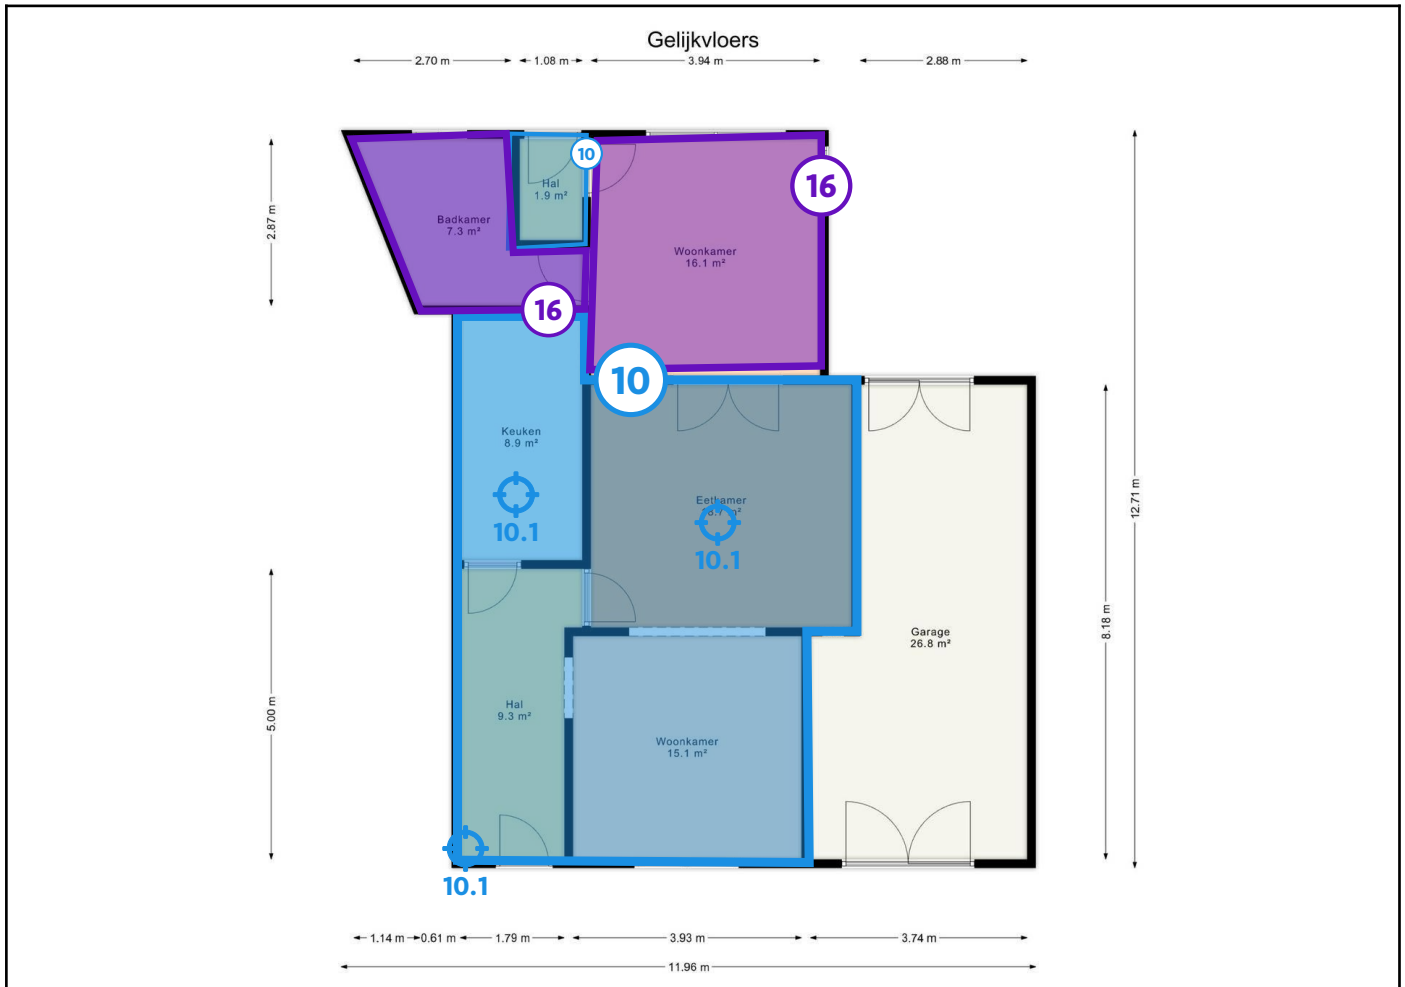 Gelijkvloers
2.70 m
1.08 m
3.94 m
2.88 m
10
Hal
1.9 m²
16
Badkamer
7.3 m²
2.87 m
Woonkamer
16.1 m²
16
10
Keuken
8.9 m²
10.1
Eetkamer
10.1
12.71 m
8.18 m
Garage
26.8 m²
5.00 m
Hal
9.3 m²
Woonkamer
15.1 m²
10.1
1.14 m
0.61 m
1.79 m
3.93 m
3.74 m
11.96 m